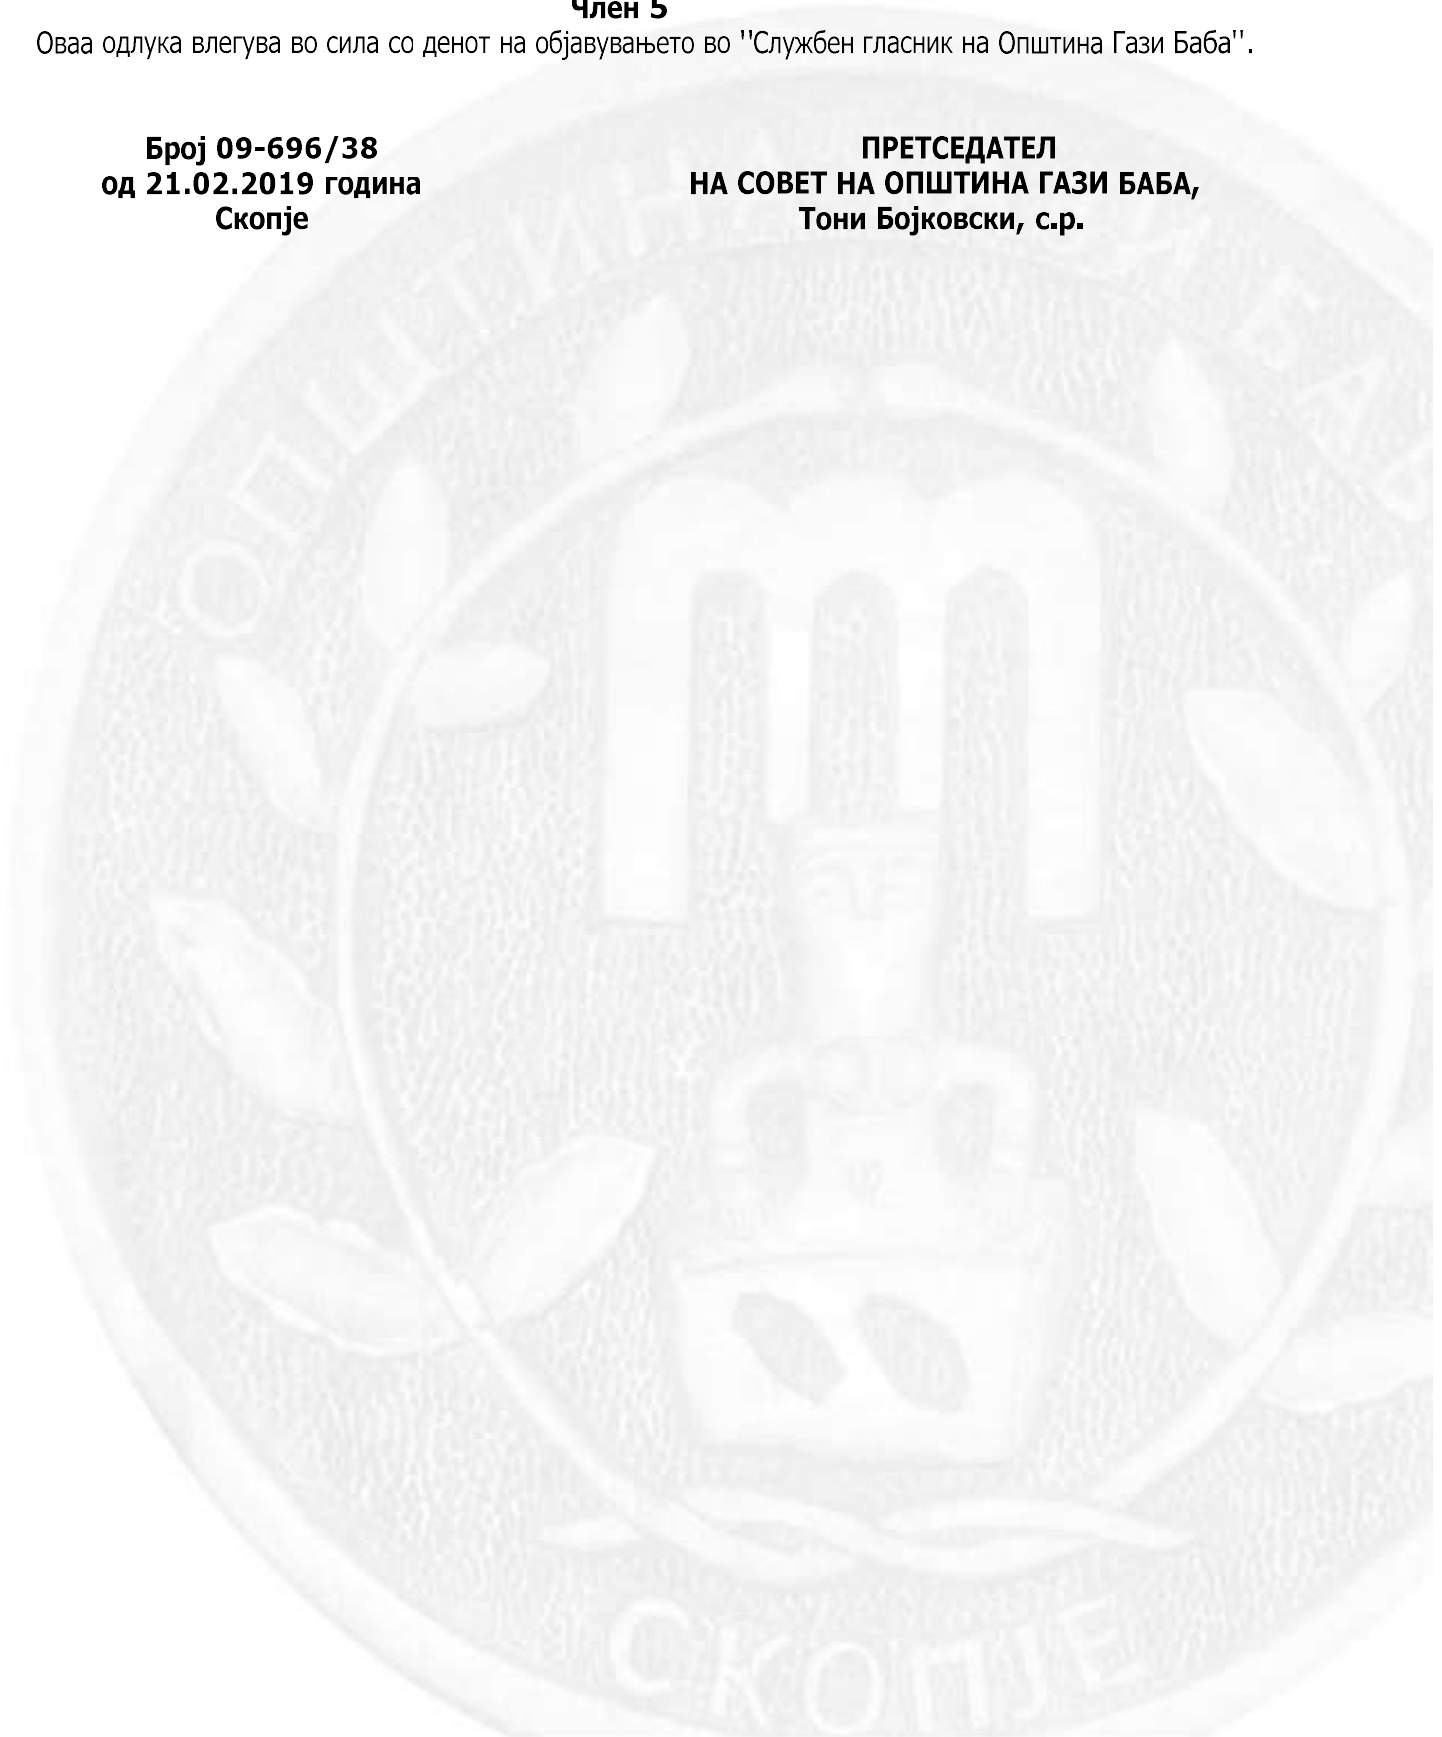 Член 5
Оваа одлука влегува во сила со денот на објавувањето во ''Службен гласник на Општина Гази Баба''.
Број 09-696/38
од 21.02.2019 година
Скопје
ПРЕТСЕДАТЕЛ
НА СОВЕТ НА ОПШТИНА ГАЗИ БАБА,
Тони Бојковски, с.р.
ОПШТИНА
БАБ
СКОПЈЕ